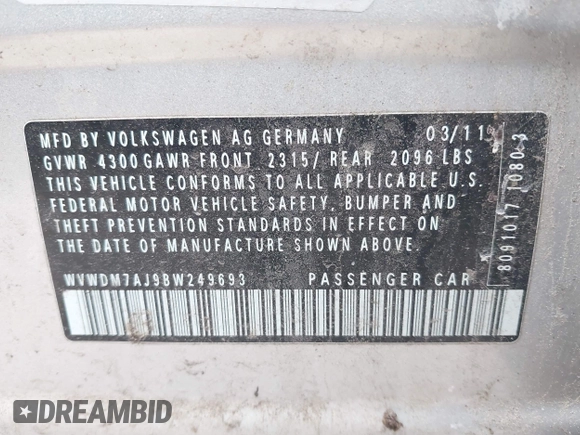 MFD BY VOLKSWAGEN AG GERMANY 03/11
GVWR 4300 GAWR FRONT 2315/ REAR 2096 LBS
THIS VEHICLE CONFORMS TO ALL APPLICABLE U.S.
FEDERAL MOTOR VEHICLE SAFETY, BUMPER AND
THEFT PREVENTION STANDARDS IN EFFECT ON
THE DATE OF MANUFACTURE SHOWN ABOVE.
WVWDM7AJ9BW249693 PASSENGER CAR
8091017 10803
DREAMBID